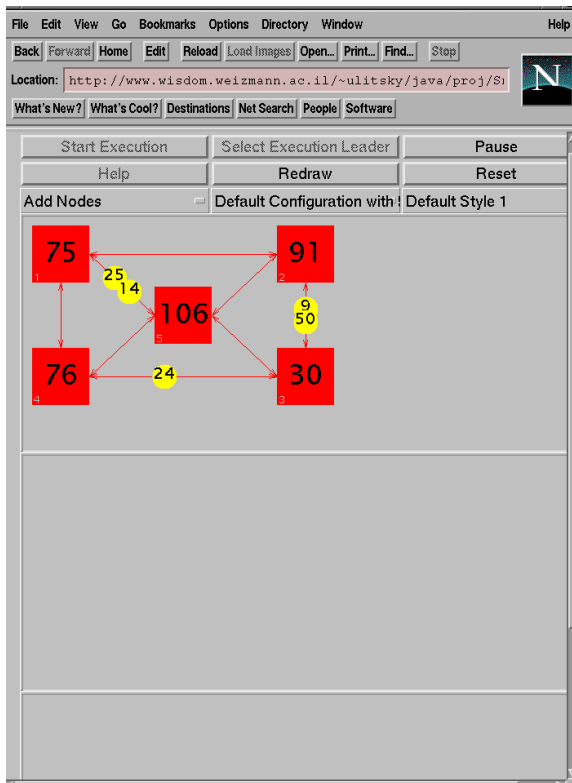 File Edit View Go Bookmarks Options Directory Window Help
Back Forward Home Edit Reload Load Images Open... Print... Find... Stop
Location: http://www.wisdom.weizmann.ac.il/~ulitsky/java/proj/Sn
N
What's New? What's Cool? Destinations Net Search People Software
Start Execution Select Execution Leader Pause
Help Redraw Reset
Add Nodes Default Configuration with Default Style 1
75 91
1 2
25
14
106
5
9
50
76 24 30
4 3